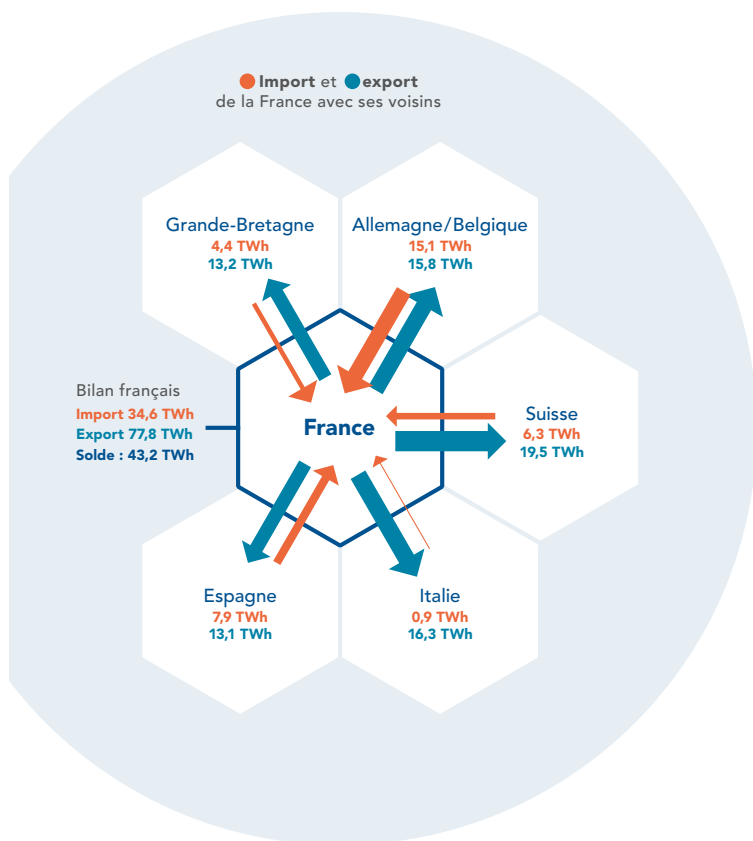 Import et export
de la France avec ses voisins
Grande-Bretagne
4,4 TWh
13,2 TWh
Allemagne/Belgique
15,1 TWh
15,8 TWh
Bilan français
Import 34,6 TWh
Export 77,8 TWh
Solde : 43,2 TWh
France
Suisse
6,3 TWh
19,5 TWh
Espagne
7,9 TWh
13,1 TWh
Italie
0,9 TWh
16,3 TWh